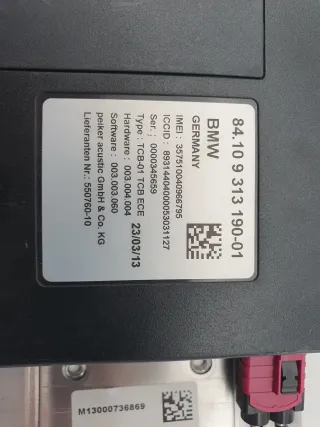 84.10 9 313 190-01
BMW
GERMANY
IMEI : 357510040966795
ICCID : 8931440400053031127
Ser.: 0000345659
Type : TCB-01 TCB ECE
Hardware : 003.004.004
23/03/13
Software : 003.003.060
peiker acustic GmbH & Co. KG
Lieferanten Nr.: 550760-10
M13000736869